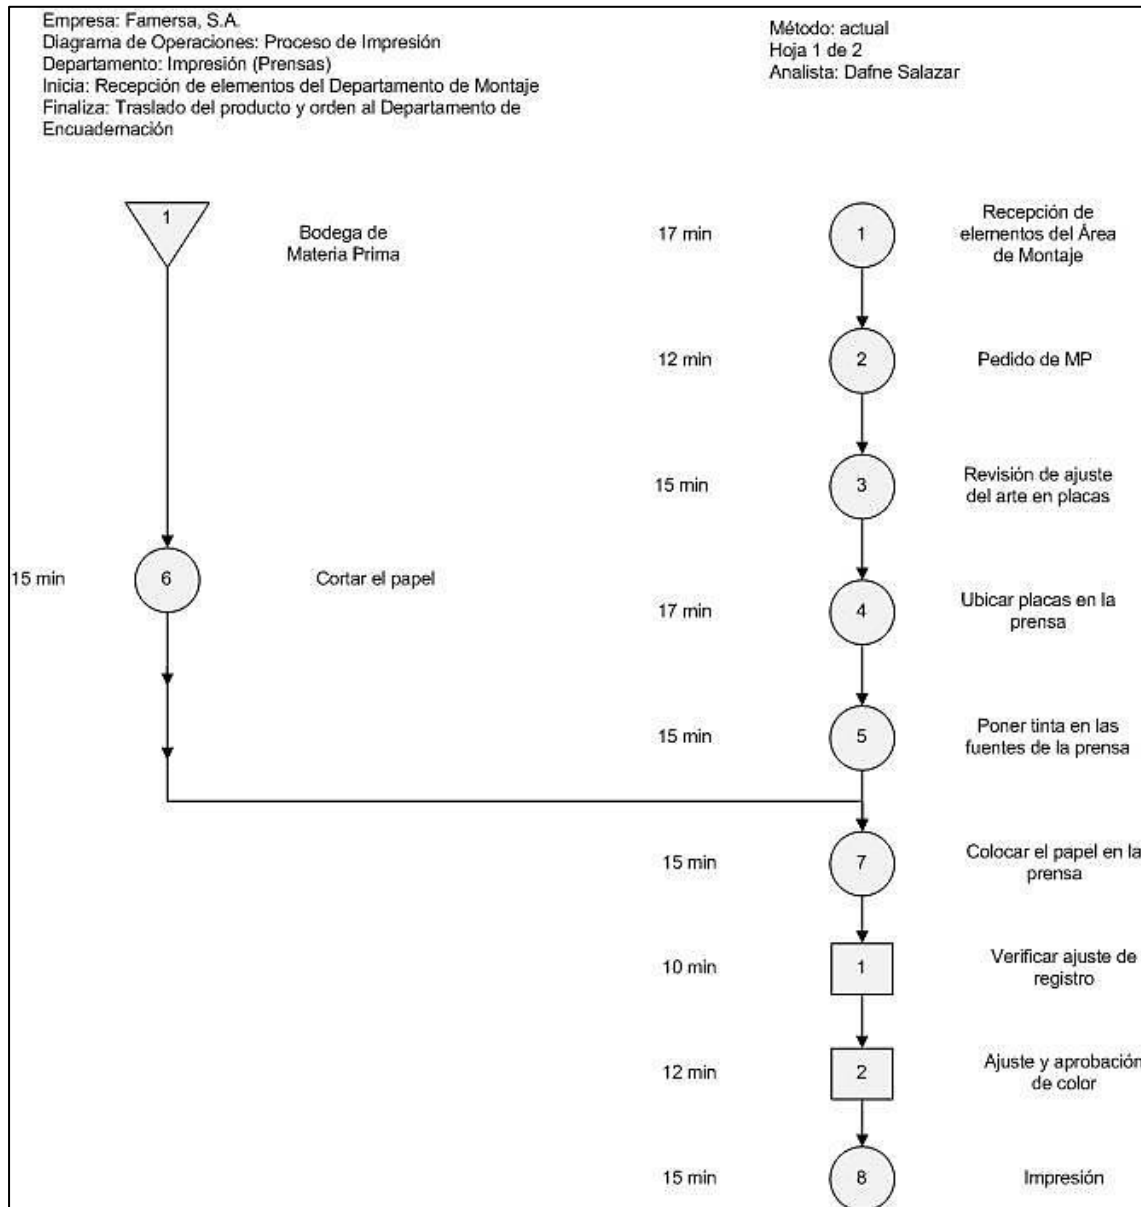 Empresa: Famersa, S.A.
Diagrama de Operaciones: Proceso de Impresión
Departamento: Impresión (Prensas)
Inicia: Recepción de elementos del Departamento de Montaje
Finaliza: Traslado del producto y orden al Departamento de
Encuadernación
Método: actual
Hoja 1 de 2
Analista: Dafne Salazar
1
Bodega de
Materia Prima
17 min
1
Recepción de
elementos del Área
de Montaje
12 min
2
Pedido de MP
15 min
3
Revisión de ajuste
del arte en placas
15 min
6
Cortar el papel
17 min
4
Ubicar placas en la
prensa
15 min
5
Poner tinta en las
fuentes de la prensa
15 min
7
Colocar el papel en la
prensa
10 min
1
Verificar ajuste de
registro
12 min
2
Ajuste y aprobación
de color
15 min
8
Impresión